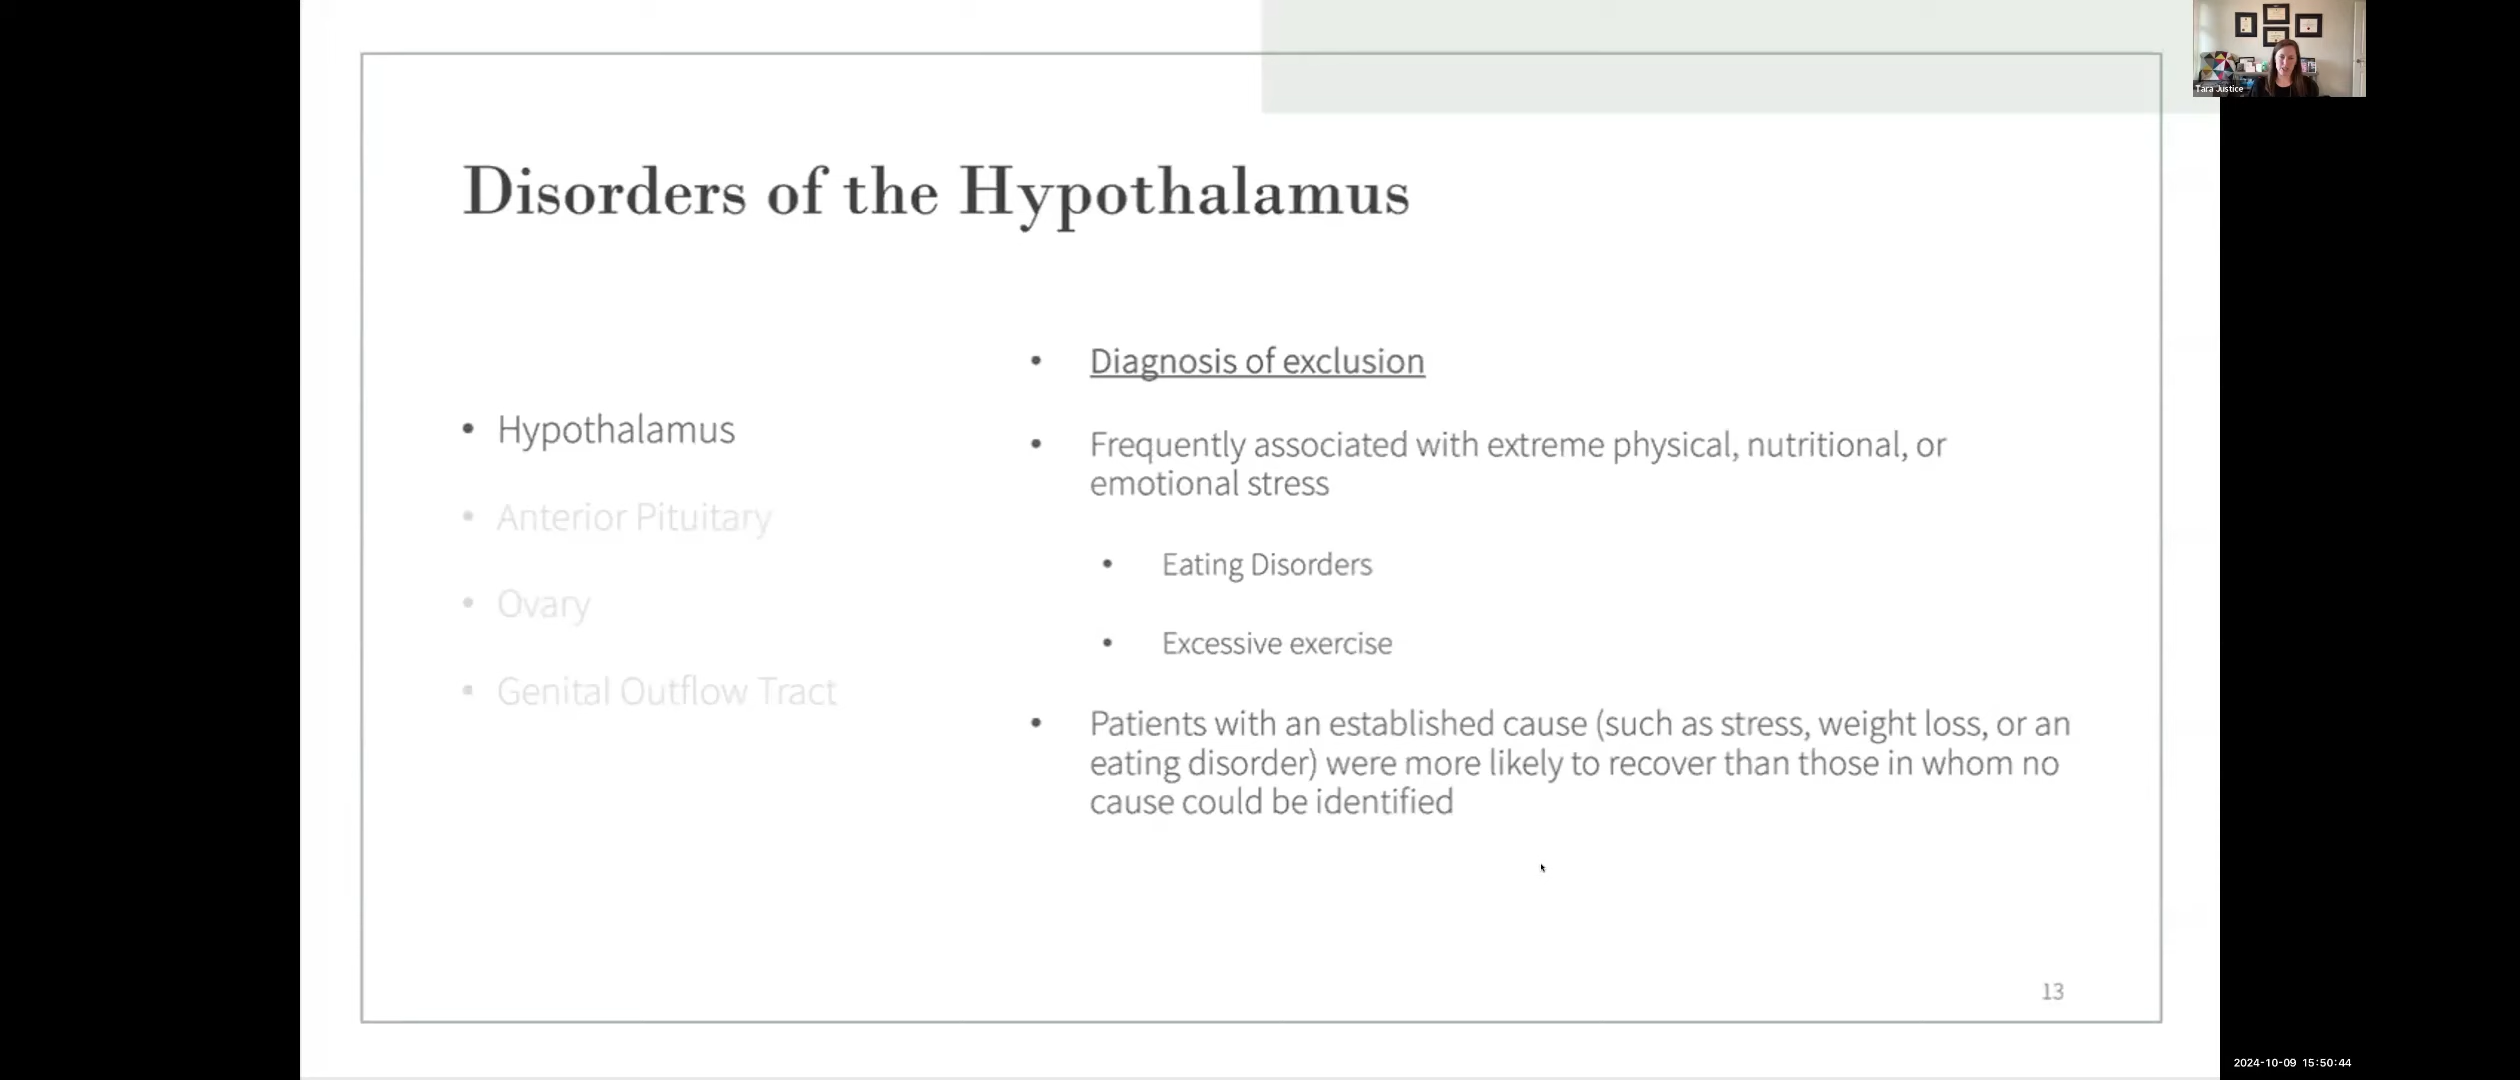 Tara Justice
Disorders of the Hypothalamus
• Hypothalamus
• Anterior Pituitary
• Ovary
• Genital Outflow Tract
• Diagnosis of exclusion
• Frequently associated with extreme physical, nutritional, or
emotional stress
• Eating Disorders
• Excessive exercise
• Patients with an established cause (such as stress, weight loss, or an
eating disorder) were more likely to recover than those in whom no
cause could be identified
13
2024-10-09 15:50:44